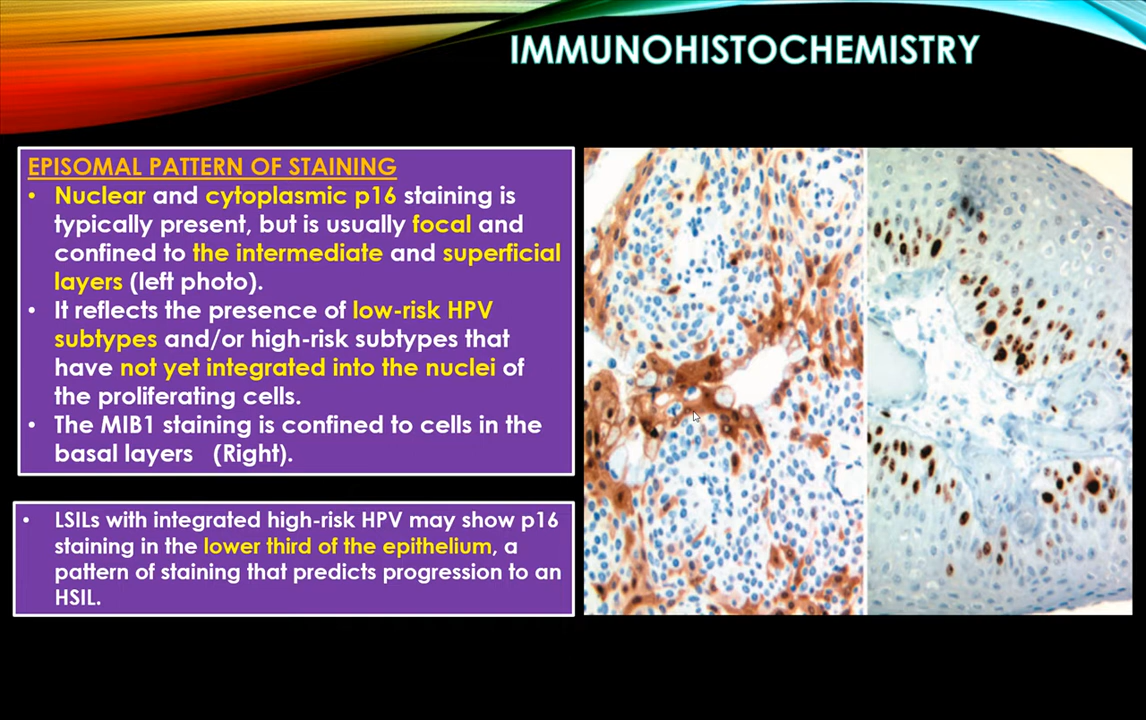 IMMUNOHISTOCHEMISTRY
EPISOMAL PATTERN OF STAINING
• Nuclear and cytoplasmic p16 staining is
typically present, but is usually focal and
confined to the intermediate and superficial
layers (left photo).
• It reflects the presence of low-risk HPV
subtypes and/or high-risk subtypes that
have not yet integrated into the nuclei of
the proliferating cells.
• The MIB1 staining is confined to cells in the
basal layers (Right).
• LSILs with integrated high-risk HPV may show p16
staining in the lower third of the epithelium, a
pattern of staining that predicts progression to an
HSIL.